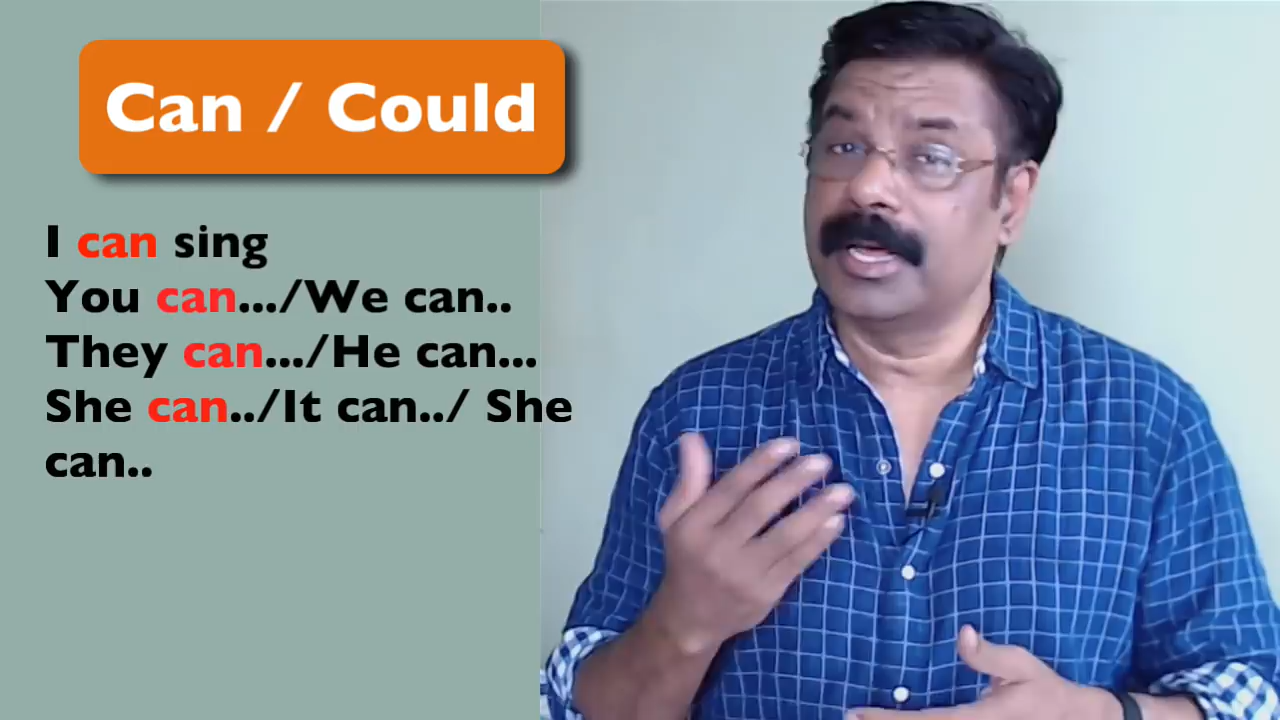 Can / Could
I can sing
You can.../We can..
They can.../He can...
She can../It can../ She
can..